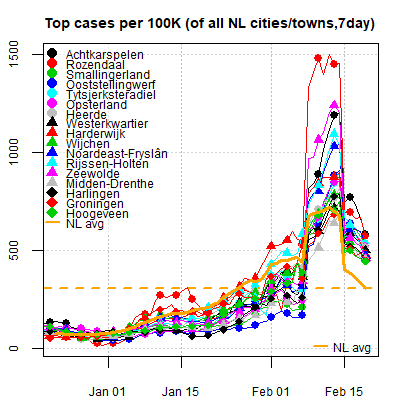 Top cases per 100K (of all NL cities/towns,7day)
1500
1000
500
0
Achtkarspelen
Rozendaal
Smallingerland
Ooststellingwerf
Tytsjerksteradiel
Opsterland
Heerde
Westerkwartier
Harderwijk
Wijchen
Noardeast-Fryslân
Rijssen-Holten
Zeewolde
Midden-Drenthe
Harlingen
Groningen
Hoogeveen
NL avg
NL avg
Jan 01
Jan 15
Feb 01
Feb 15